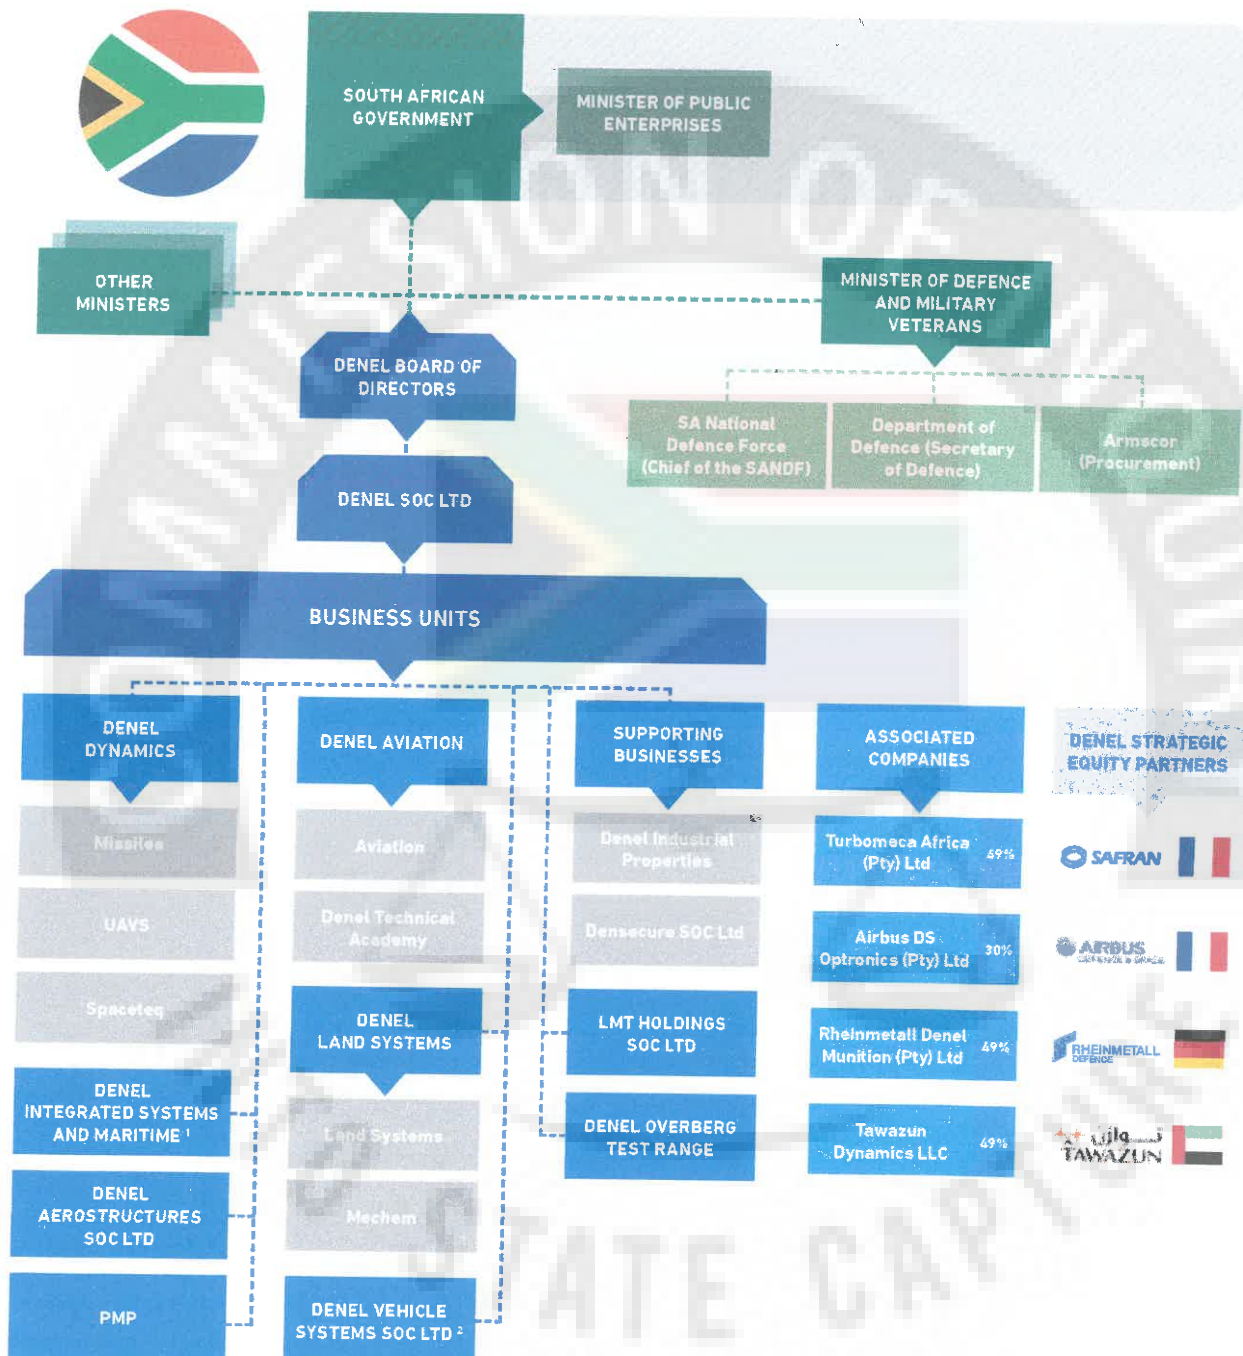 SOUTH AFRICAN
GOVERNMENT
MINISTER OF PUBLIC
ENTERPRISES
OTHER
MINISTERS
MINISTER OF DEFENCE
AND MILITARY
VETERANS
DENEL BOARD OF
DIRECTORS
SA National
Defence Force
(Chief of the SANDF)
Department of
Defence (Secretary
of Defence)
Armscor
(Procurement)
DENEL SOC LTD
BUSINESS UNITS
DENEL
DYNAMICS
Missiles
UAVS
Spaceteq
DENEL
INTEGRATED SYSTEMS
AND MARITIME 1
DENEL
AEROSTRUCTURES
SOC LTD
PMP
DENEL AVIATION
Aviation
Denel Technical
Academy
DENEL
LAND SYSTEMS
Land Systems
Mechem
DENEL VEHICLE
SYSTEMS SOC LTD 2
SUPPORTING
BUSINESSES
Denel Industrial
Properties
Densecure SOC Ltd
LMT HOLDINGS
SOC LTD
DENEL OVERBERG
TEST RANGE
ASSOCIATED
COMPANIES
Turbomeca Africa
(Pty) Ltd 49%
Airbus DS
Optronics (Pty) Ltd 30%
Rheinmetall Denel
Munition (Pty) Ltd 49%
Tawazun
Dynamics LLC 49%
DENEL STRATEGIC
EQUITY PARTNERS
SAFRAN
AIRBUS
DEFENCE & SPACE
RHEINMETALL
DEFENCE
توازن
TAWAZUN
STATE CAPTURE